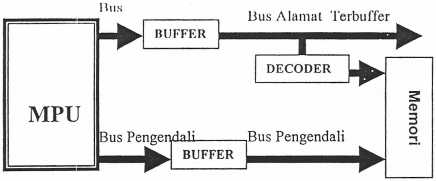 Bus
Bus Alamat Terbuffer
BUFFER
DECODER
MPU
Memori
Bus Pengendali
Bus Pengendali
BUFFER